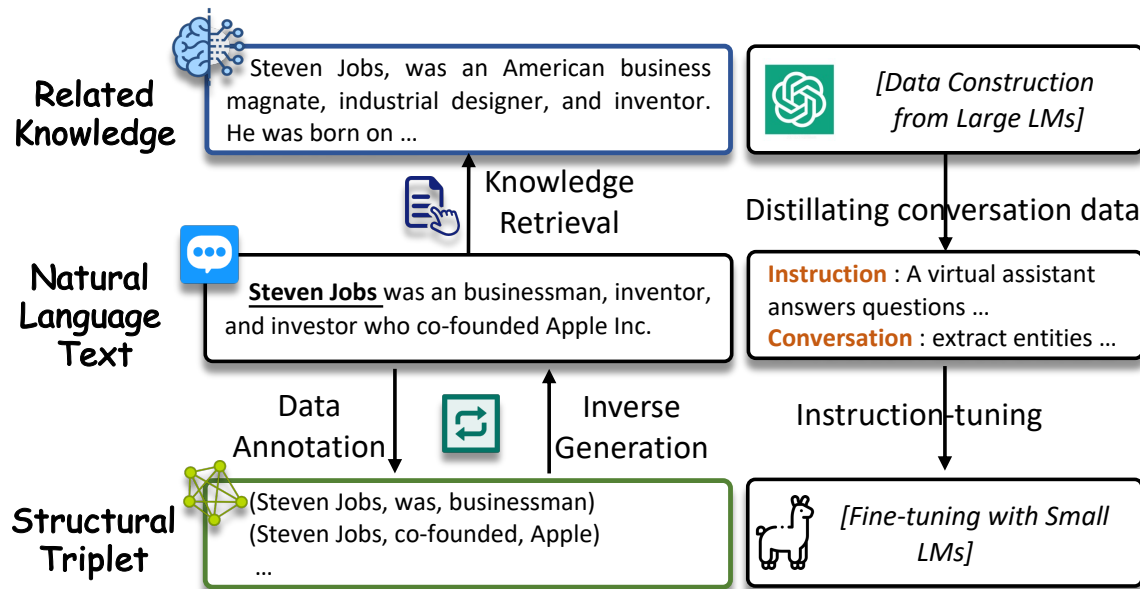 Related
Knowledge
Steven Jobs, was an American business
magnate, industrial designer, and inventor.
He was born on ...
[Data Construction
from Large LMs]
Knowledge
Retrieval
Distillating conversation data
Natural
Language
Text
Steven Jobs was an businessman, inventor,
and investor who co-founded Apple Inc.
Instruction : A virtual assistant
answers questions ...
Conversation : extract entities ...
Data
Annotation
Inverse
Generation
Instruction-tuning
Structural
Triplet
(Steven Jobs, was, businessman)
(Steven Jobs, co-founded, Apple)
...
[Fine-tuning with Small
LMs]